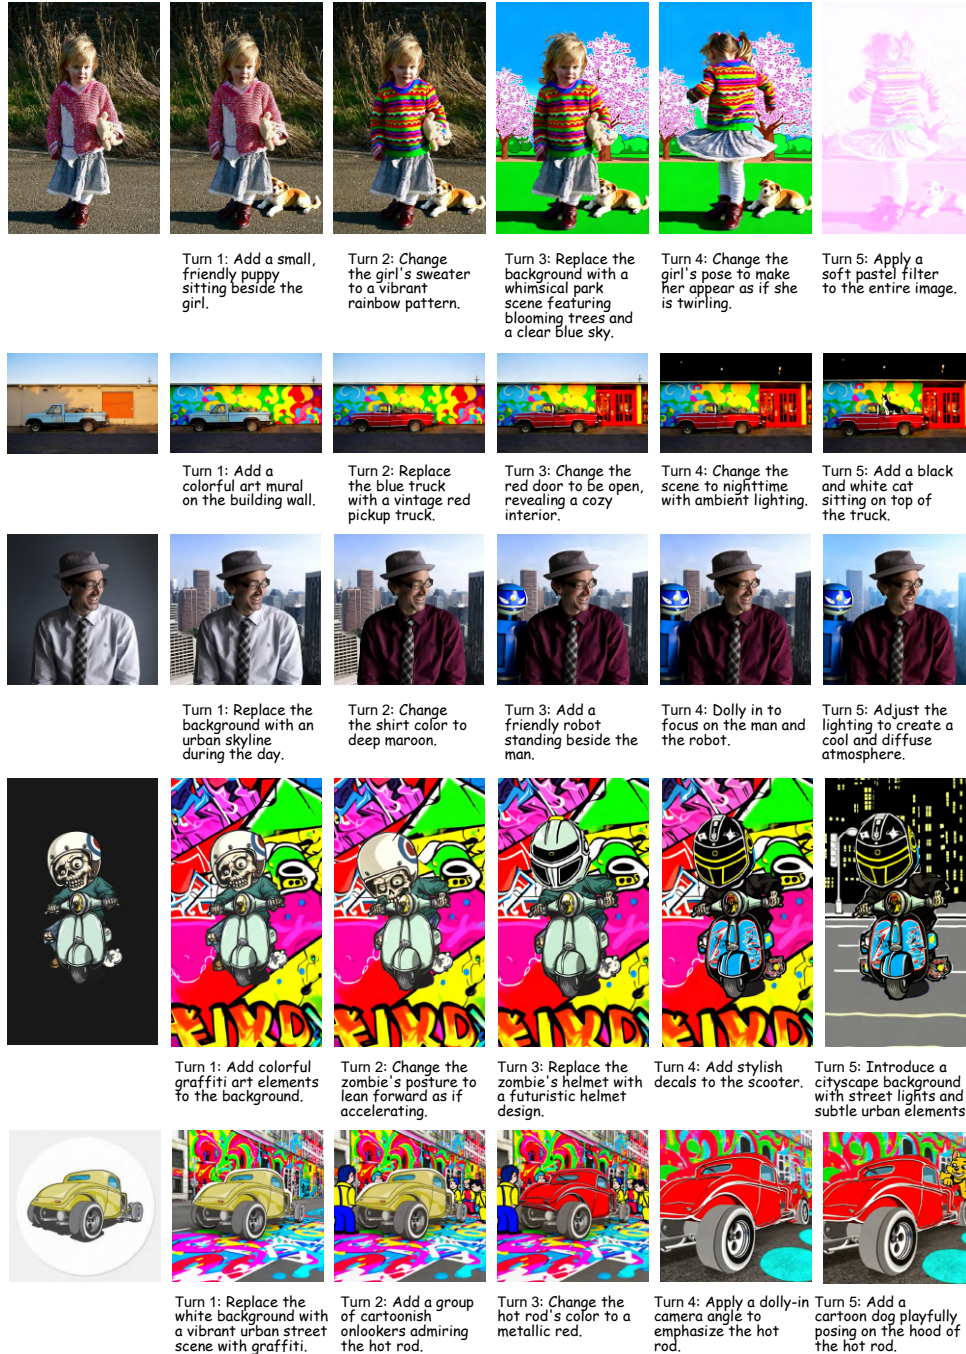 Turn 1: Add a small,
friendly puppy
sitting beside the
girl.
Turn 2: Change
the girl's sweater
to a vibrant
rainbow pattern.
Turn 3: Replace the
background with a
whimsical park
scene featuring
blooming trees and
a clear blue sky.
Turn 4: Change the
girl's pose to make
her appear as if she
is twirling.
Turn 5: Apply a
soft pastel filter
to the entire image.
Turn 1: Add a
colorful art mural
on the building wall.
Turn 2: Replace
the blue truck
with a vintage red
pickup truck.
Turn 3: Change the
red door to be open,
revealing a cozy
interior.
Turn 4: Change the
scene to nighttime
with ambient lighting.
Turn 5: Add a black
and white cat
sitting on top of
the truck.
Turn 1: Replace the
background with an
urban skyline
during the day.
Turn 2: Change
the shirt color to
deep maroon.
Turn 3: Add a
friendly robot
standing beside the
man.
Turn 4: Dolly in to
focus on the man and
the robot.
Turn 5: Adjust the
lighting to create a
cool and diffuse
atmosphere.
Turn 1: Add colorful
graffiti art elements
to the background.
Turn 2: Change the
zombie's posture to
lean forward as if
accelerating.
Turn 3: Replace the
zombie's helmet with
a futuristic helmet
design.
Turn 4: Add stylish
decals to the scooter.
Turn 5: Introduce a
cityscape background
with street lights and
subtle urban elements
Turn 1: Replace the
white background with
a vibrant urban street
scene with graffiti.
Turn 2: Add a group
of cartoonish
onlookers admiring
the hot rod.
Turn 3: Change the
hot rod's color to a
metallic red.
Turn 4: Apply a dolly-in
camera angle to
emphasize the hot
rod.
Turn 5: Add a
cartoon dog playfully
posing on the hood of
the hot rod.